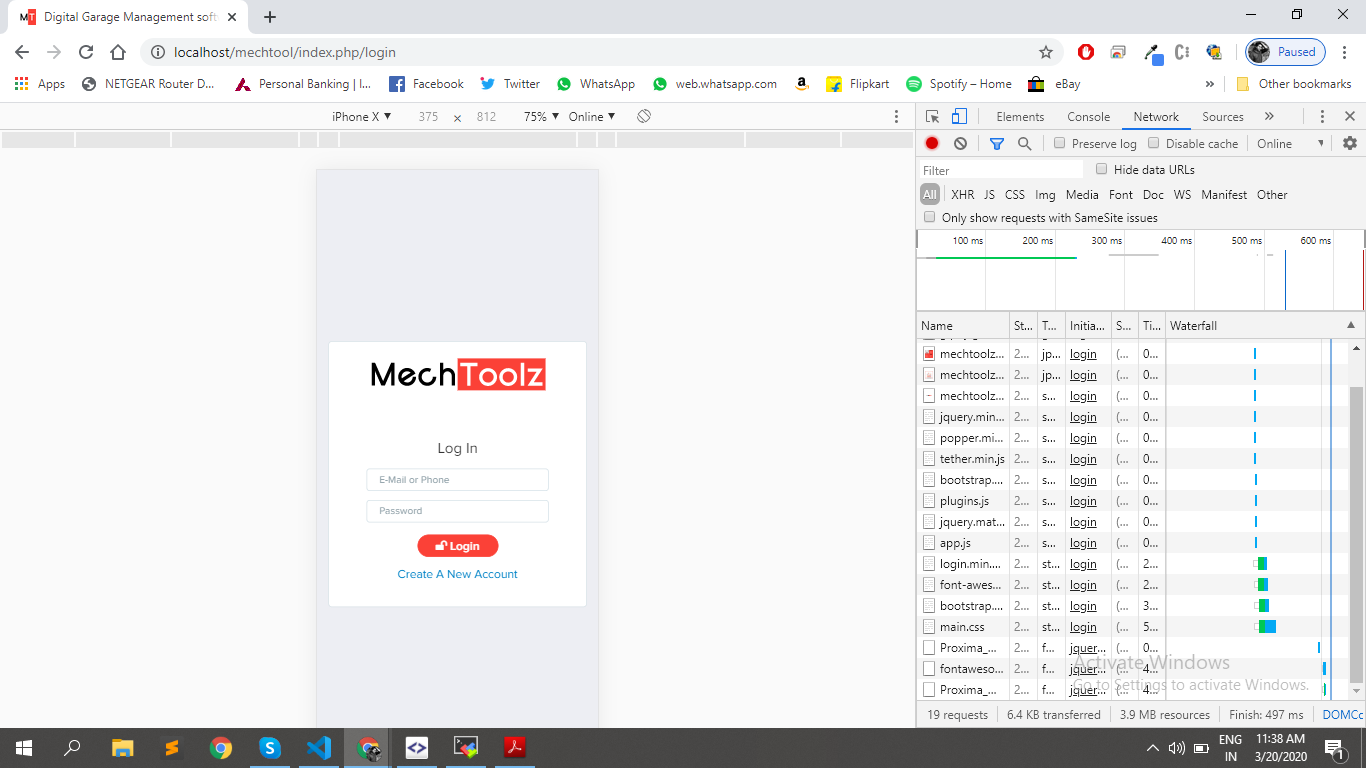 MT Digital Garage Management soft
localhost/mechtool/index.php/login
Paused
Apps NETGEAR Router D... Personal Banking | I... Facebook Twitter WhatsApp web.whatsapp.com Flipkart Spotify – Home eBay » Other bookmarks
iPhone X ▼ 375 × 812 75% ▼ Online ▼
Elements Console Network Sources »
Preserve log Disable cache Online ▼
Filter Hide data URLs
All XHR JS CSS Img Media Font Doc WS Manifest Other
Only show requests with SameSite issues
100 ms 200 ms 300 ms 400 ms 500 ms 600 ms
Name St... T... Initia... S... Ti... Waterfall
mechtoolz... 2... jp... login (... 0...
mechtoolz... 2... jp... login (... 0...
mechtoolz... 2... s... login (... 0...
jquery.min... 2... s... login (... 0...
popper.mi... 2... s... login (... 0...
tether.min.js 2... s... login (... 0...
bootstrap.... 2... s... login (... 0...
plugins.js 2... s... login (... 0...
jquery.mat... 2... s... login (... 0...
app.js 2... s... login (... 0...
login.min.... 2... st... login (... 2...
font-awes... 2... st... login (... 2...
bootstrap.... 2... st... login (... 3...
main.css 2... st... login (... 5...
Proxima_... 2... f... jquer... (... 0...
fontaweso... 2... f... jquer... (... 4...
Proxima_... 2... f... jquer... (... 4...
Activate Windows
Go to Settings to activate Windows.
19 requests 6.4 KB transferred 3.9 MB resources Finish: 497 ms DOMCc
MechToolz
Log In
E-Mail or Phone
Password
Login
Create A New Account
ENG
IN
11:38 AM
3/20/2020
1